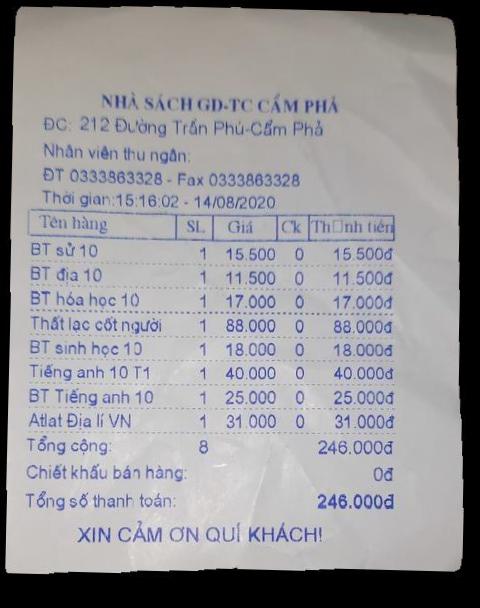 NHÀ SÁCH GD-TC CẨM PHẢ
ĐC: 212 Đường Trần Phú-Cẩm Phả
Nhân viên thu ngân:
ĐT 0333863328 - Fax 0333863328
Thời gian:15:16:02 - 14/08/2020
Tên hàng SL Giá Ck Th□nh tiền
BT sử 10 1 15.500 0 15.500đ
BT địa 10 1 11.500 0 11.500đ
BT hóa học 10 1 17.000 0 17.000đ
Thất lạc cõt người 1 88.000 0 88.000đ
BT sinh học 10 1 18.000 0 18.000đ
Tiếng anh 10 T1 1 40.000 0 40.000đ
BT Tiếng anh 10 1 25.000 0 25.000đ
Atlat Địa lí VN 1 31.000 0 31.000đ
Tổng cộng: 8 246.000đ
Chiết khấu bán hàng: 0đ
Tổng số thanh toán: 246.000đ
XIN CẢM ƠN QUÍ KHÁCH!